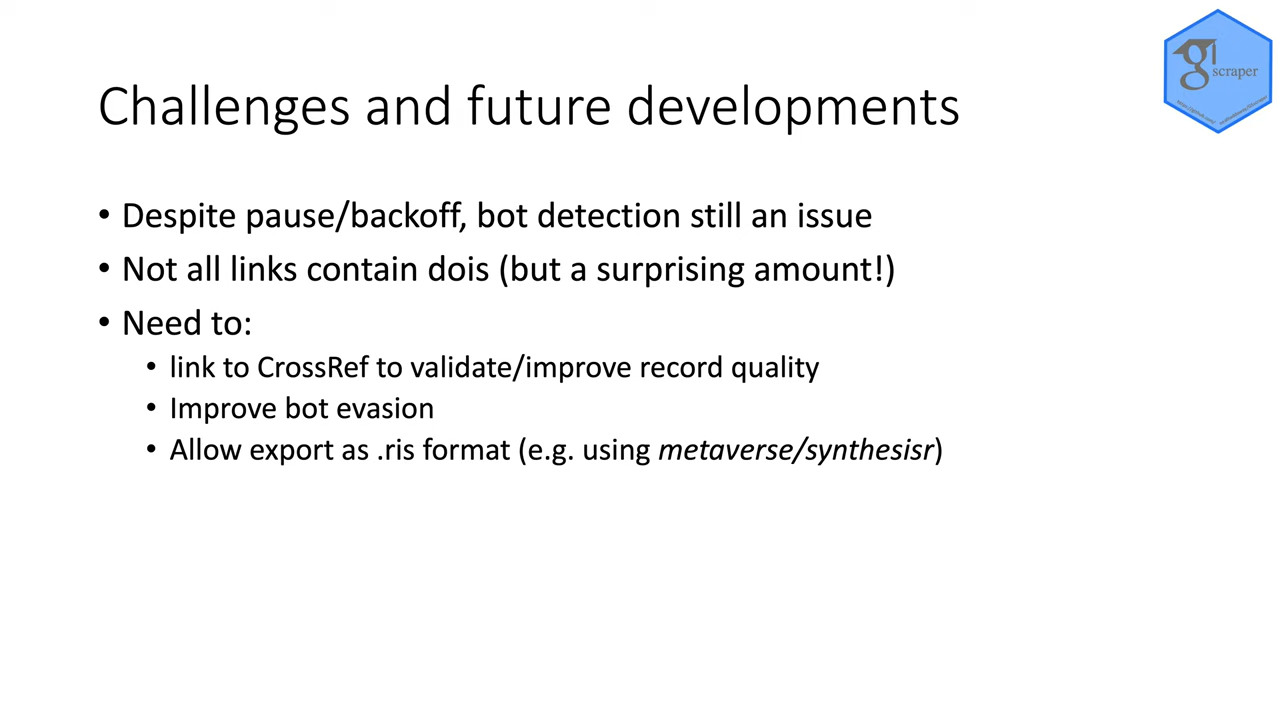 Challenges and future developments
g
scraper
• Despite pause/backoff, bot detection still an issue
• Not all links contain dois (but a surprising amount!)
• Need to:
• link to CrossRef to validate/improve record quality
• Improve bot evasion
• Allow export as .ris format (e.g. using metaverse/synthesisr)